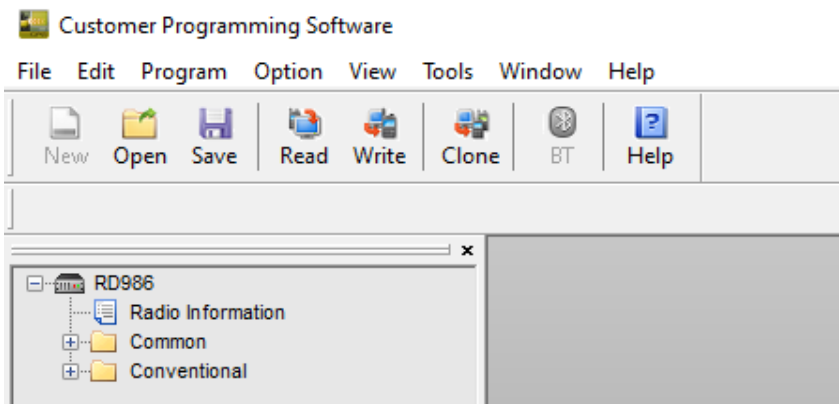 Customer Programming Software
File Edit Program Option View Tools Window Help
New Open Save Read Write Clone BT Help
RD986
Radio Information
Common
Conventional